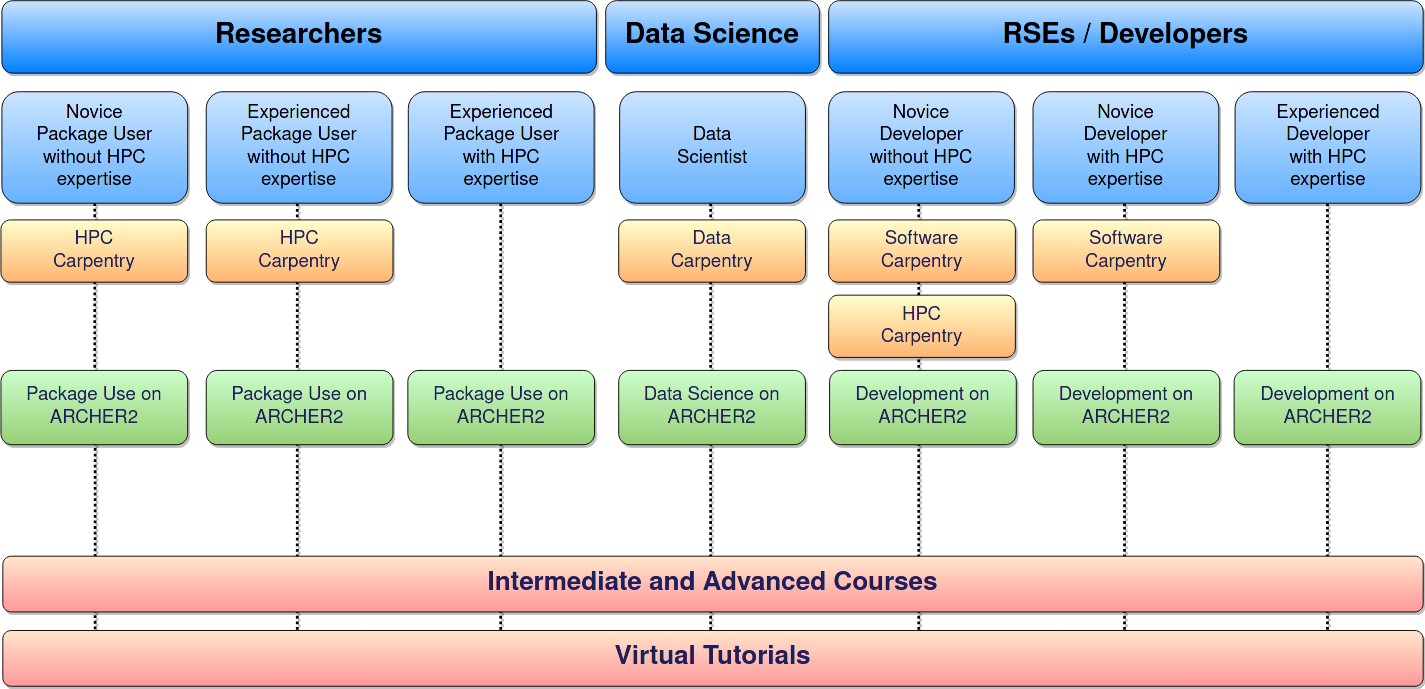 Researchers
Data Science
RSEs / Developers
Novice
Package User
without HPC
expertise
Experienced
Package User
without HPC
expertise
Experienced
Package User
with HPC
expertise
Data
Scientist
Novice
Developer
without HPC
expertise
Novice
Developer
with HPC
expertise
Experienced
Developer
with HPC
expertise
HPC
Carpentry
HPC
Carpentry
Data
Carpentry
Software
Carpentry
Software
Carpentry
HPC
Carpentry
Package Use on
ARCHER2
Package Use on
ARCHER2
Package Use on
ARCHER2
Data Science on
ARCHER2
Development on
ARCHER2
Development on
ARCHER2
Development on
ARCHER2
Intermediate and Advanced Courses
Virtual Tutorials